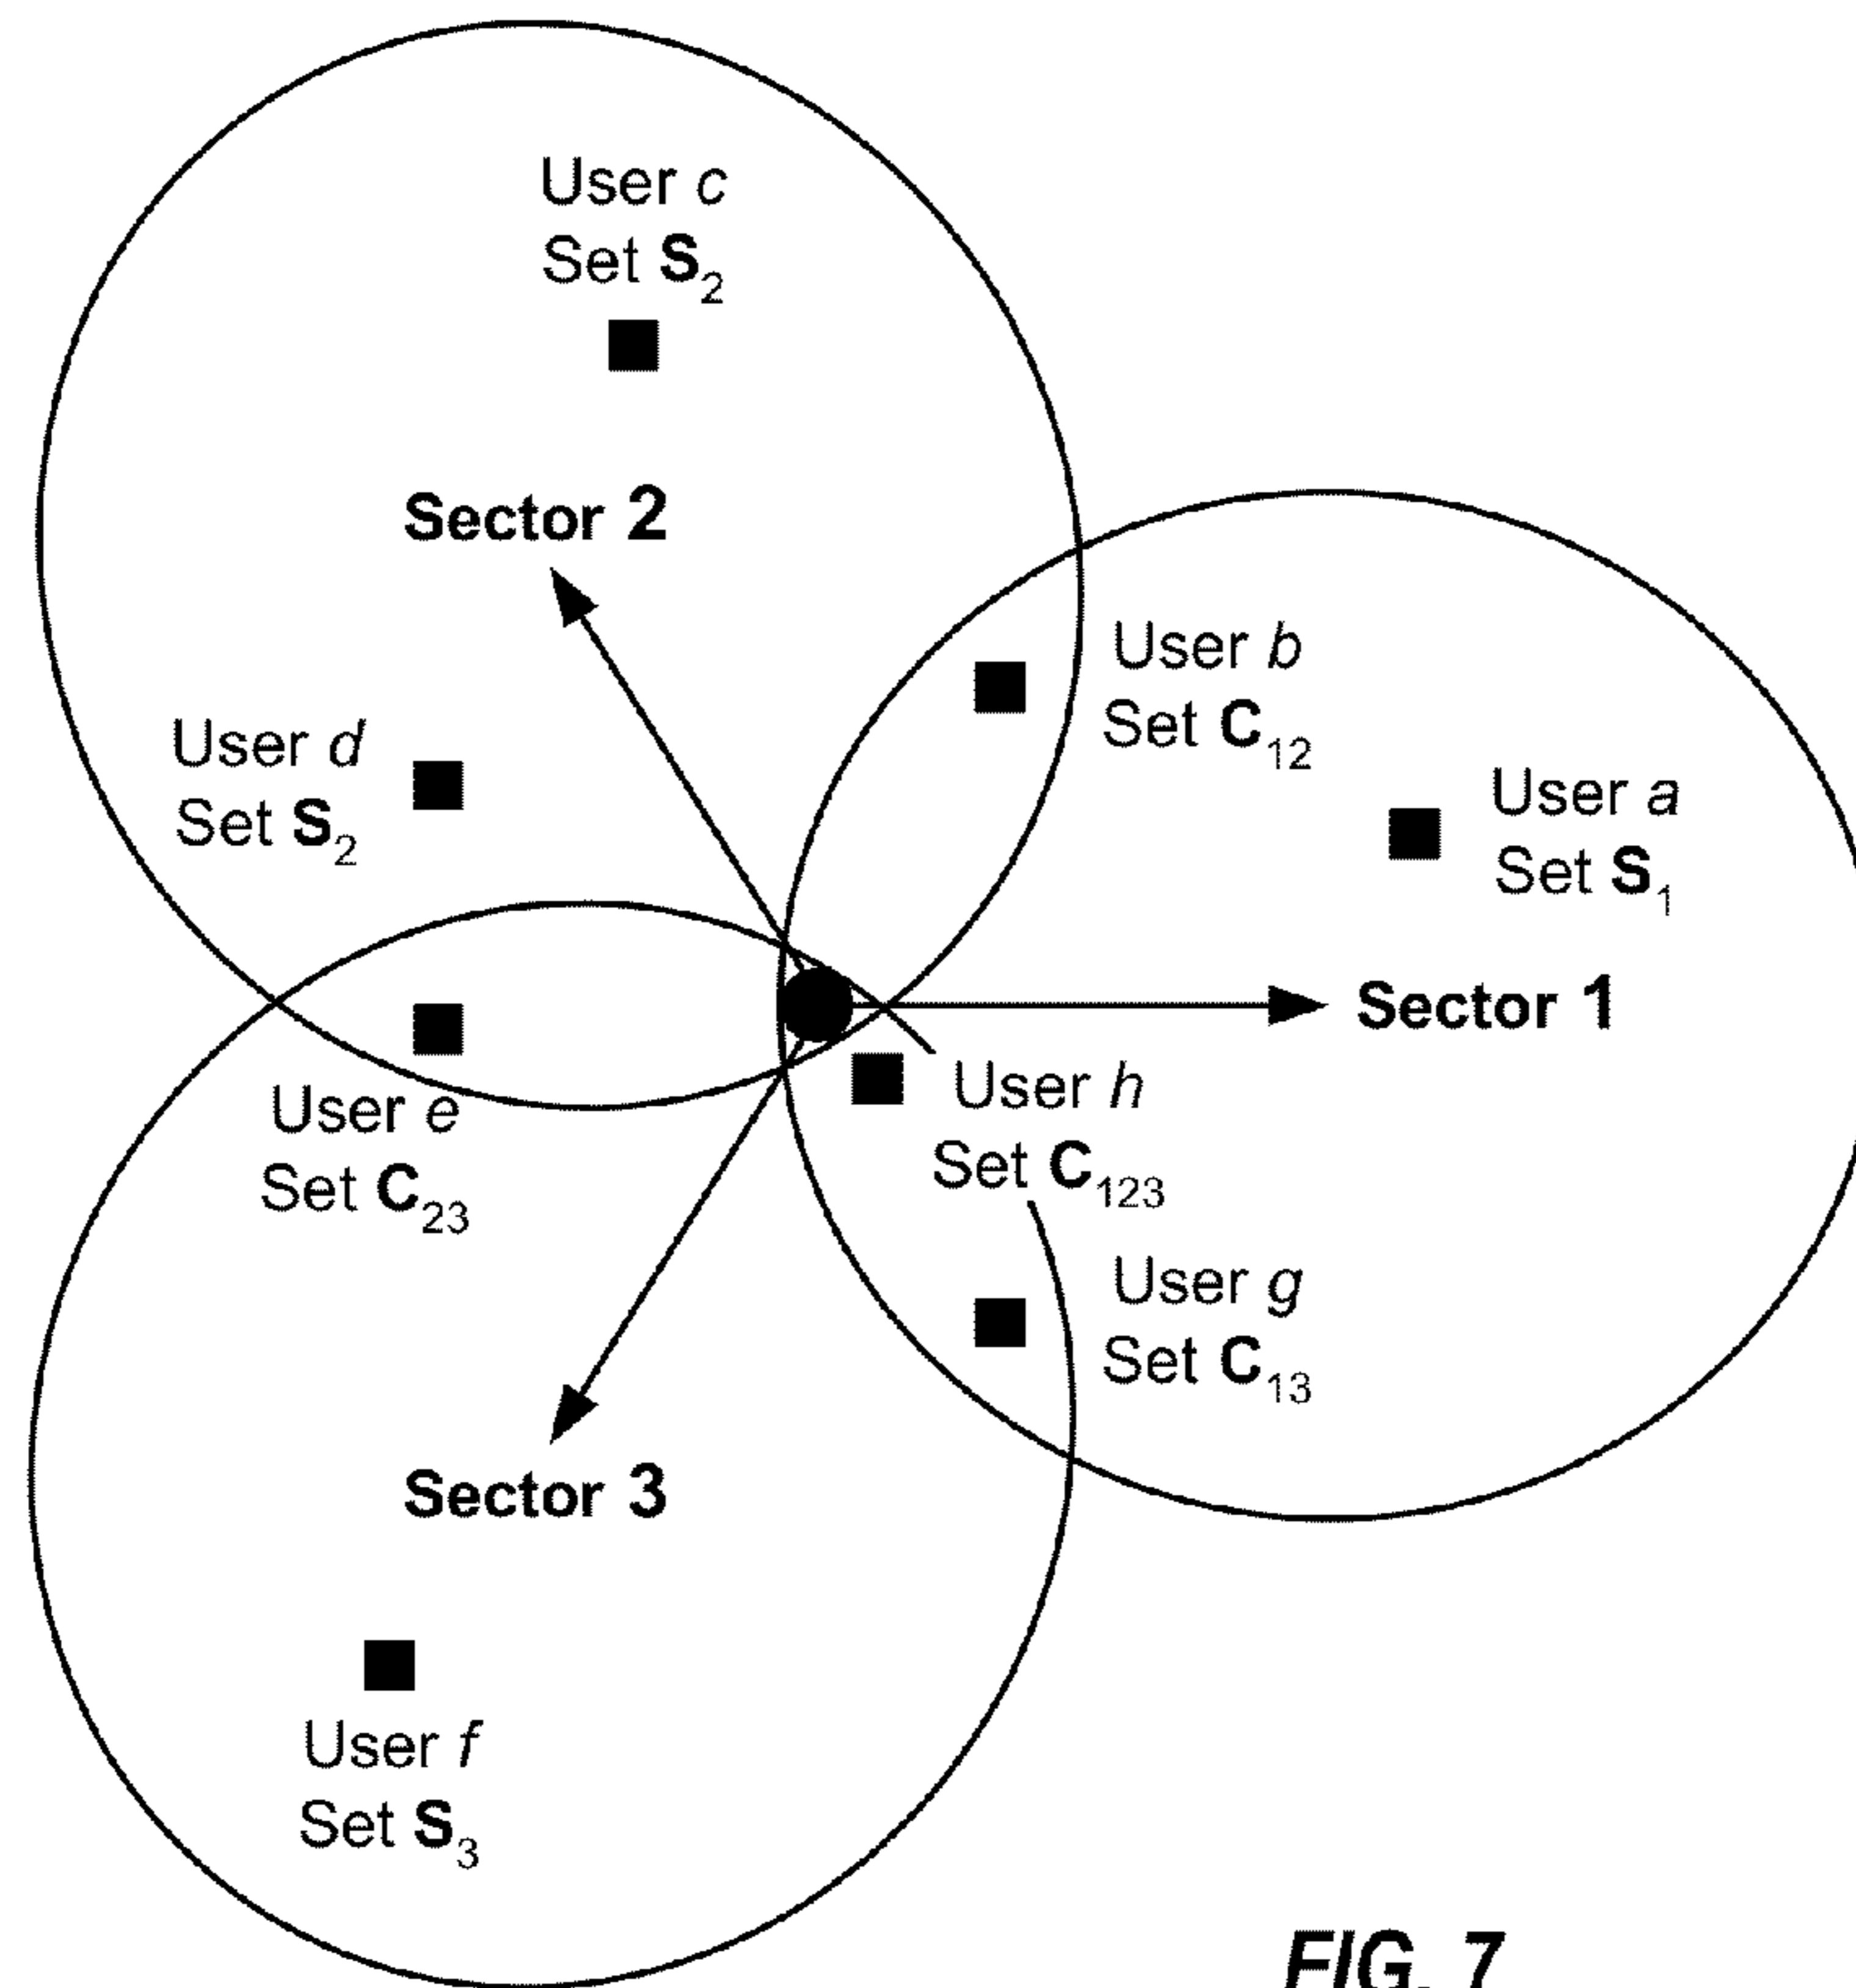 User c
Set S₂
Sector 2
User b
Set C₁₂
User d
Set S₂
User a
Set S₁
Sector 1
User h
Set C₁₂₃
User e
Set C₂₃
User g
Set C₁₃
Sector 3
User f
Set S₃
FIG. 7